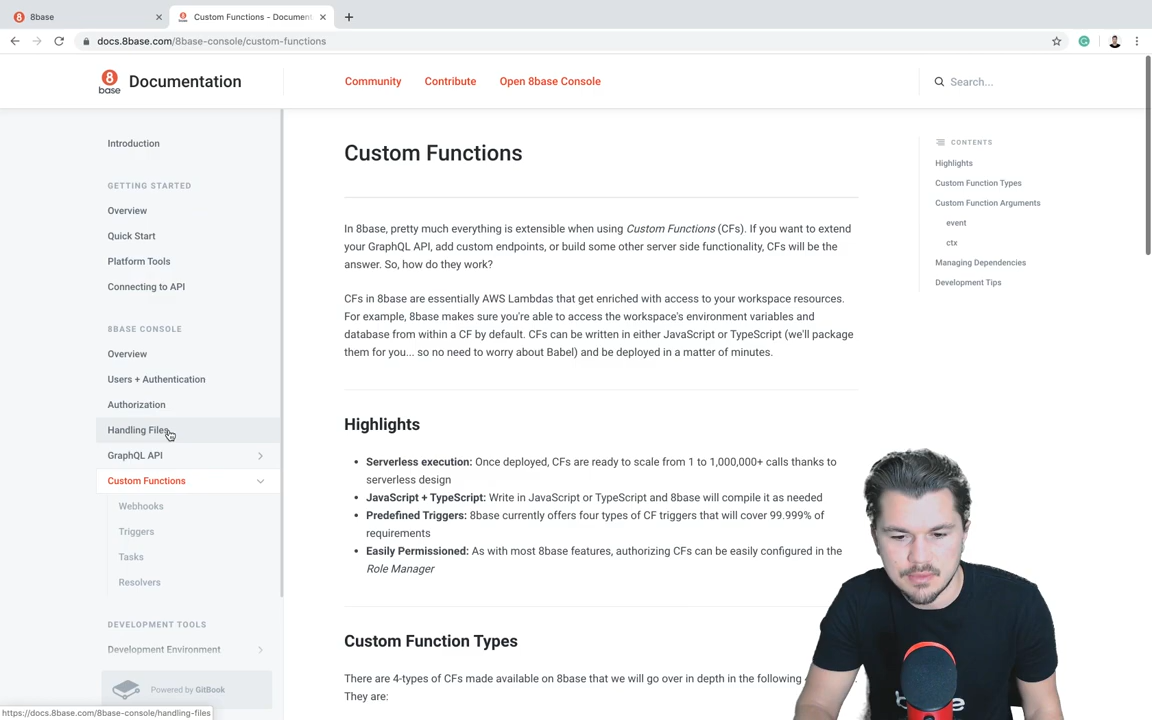 8base
Custom Functions - Document
docs.8base.com/8base-console/custom-functions
8
base
Documentation
Community
Contribute
Open 8base Console
Search...
Introduction
GETTING STARTED
Overview
Quick Start
Platform Tools
Connecting to API
8BASE CONSOLE
Overview
Users + Authentication
Authorization
Handling Files
GraphQL API
Custom Functions
Webhooks
Triggers
Tasks
Resolvers
DEVELOPMENT TOOLS
Development Environment
Powered by GitBook
https://docs.8base.com/8base-console/handling-files
Custom Functions
In 8base, pretty much everything is extensible when using Custom Functions (CFs). If you want to extend
your GraphQL API, add custom endpoints, or build some other server side functionality, CFs will be the
answer. So, how do they work?
CFs in 8base are essentially AWS Lambdas that get enriched with access to your workspace resources.
For example, 8base makes sure you're able to access the workspace's environment variables and
database from within a CF by default. CFs can be written in either JavaScript or TypeScript (we'll package
them for you... so no need to worry about Babel) and be deployed in a matter of minutes.
Highlights
• Serverless execution: Once deployed, CFs are ready to scale from 1 to 1,000,000+ calls thanks to
serverless design
• JavaScript + TypeScript: Write in JavaScript or TypeScript and 8base will compile it as needed
• Predefined Triggers: 8base currently offers four types of CF triggers that will cover 99.999% of
requirements
• Easily Permissioned: As with most 8base features, authorizing CFs can be easily configured in the
Role Manager
Custom Function Types
There are 4-types of CFs made available on 8base that we will go over in depth in the following
They are:
CONTENTS
Highlights
Custom Function Types
Custom Function Arguments
event
ctx
Managing Dependencies
Development Tips